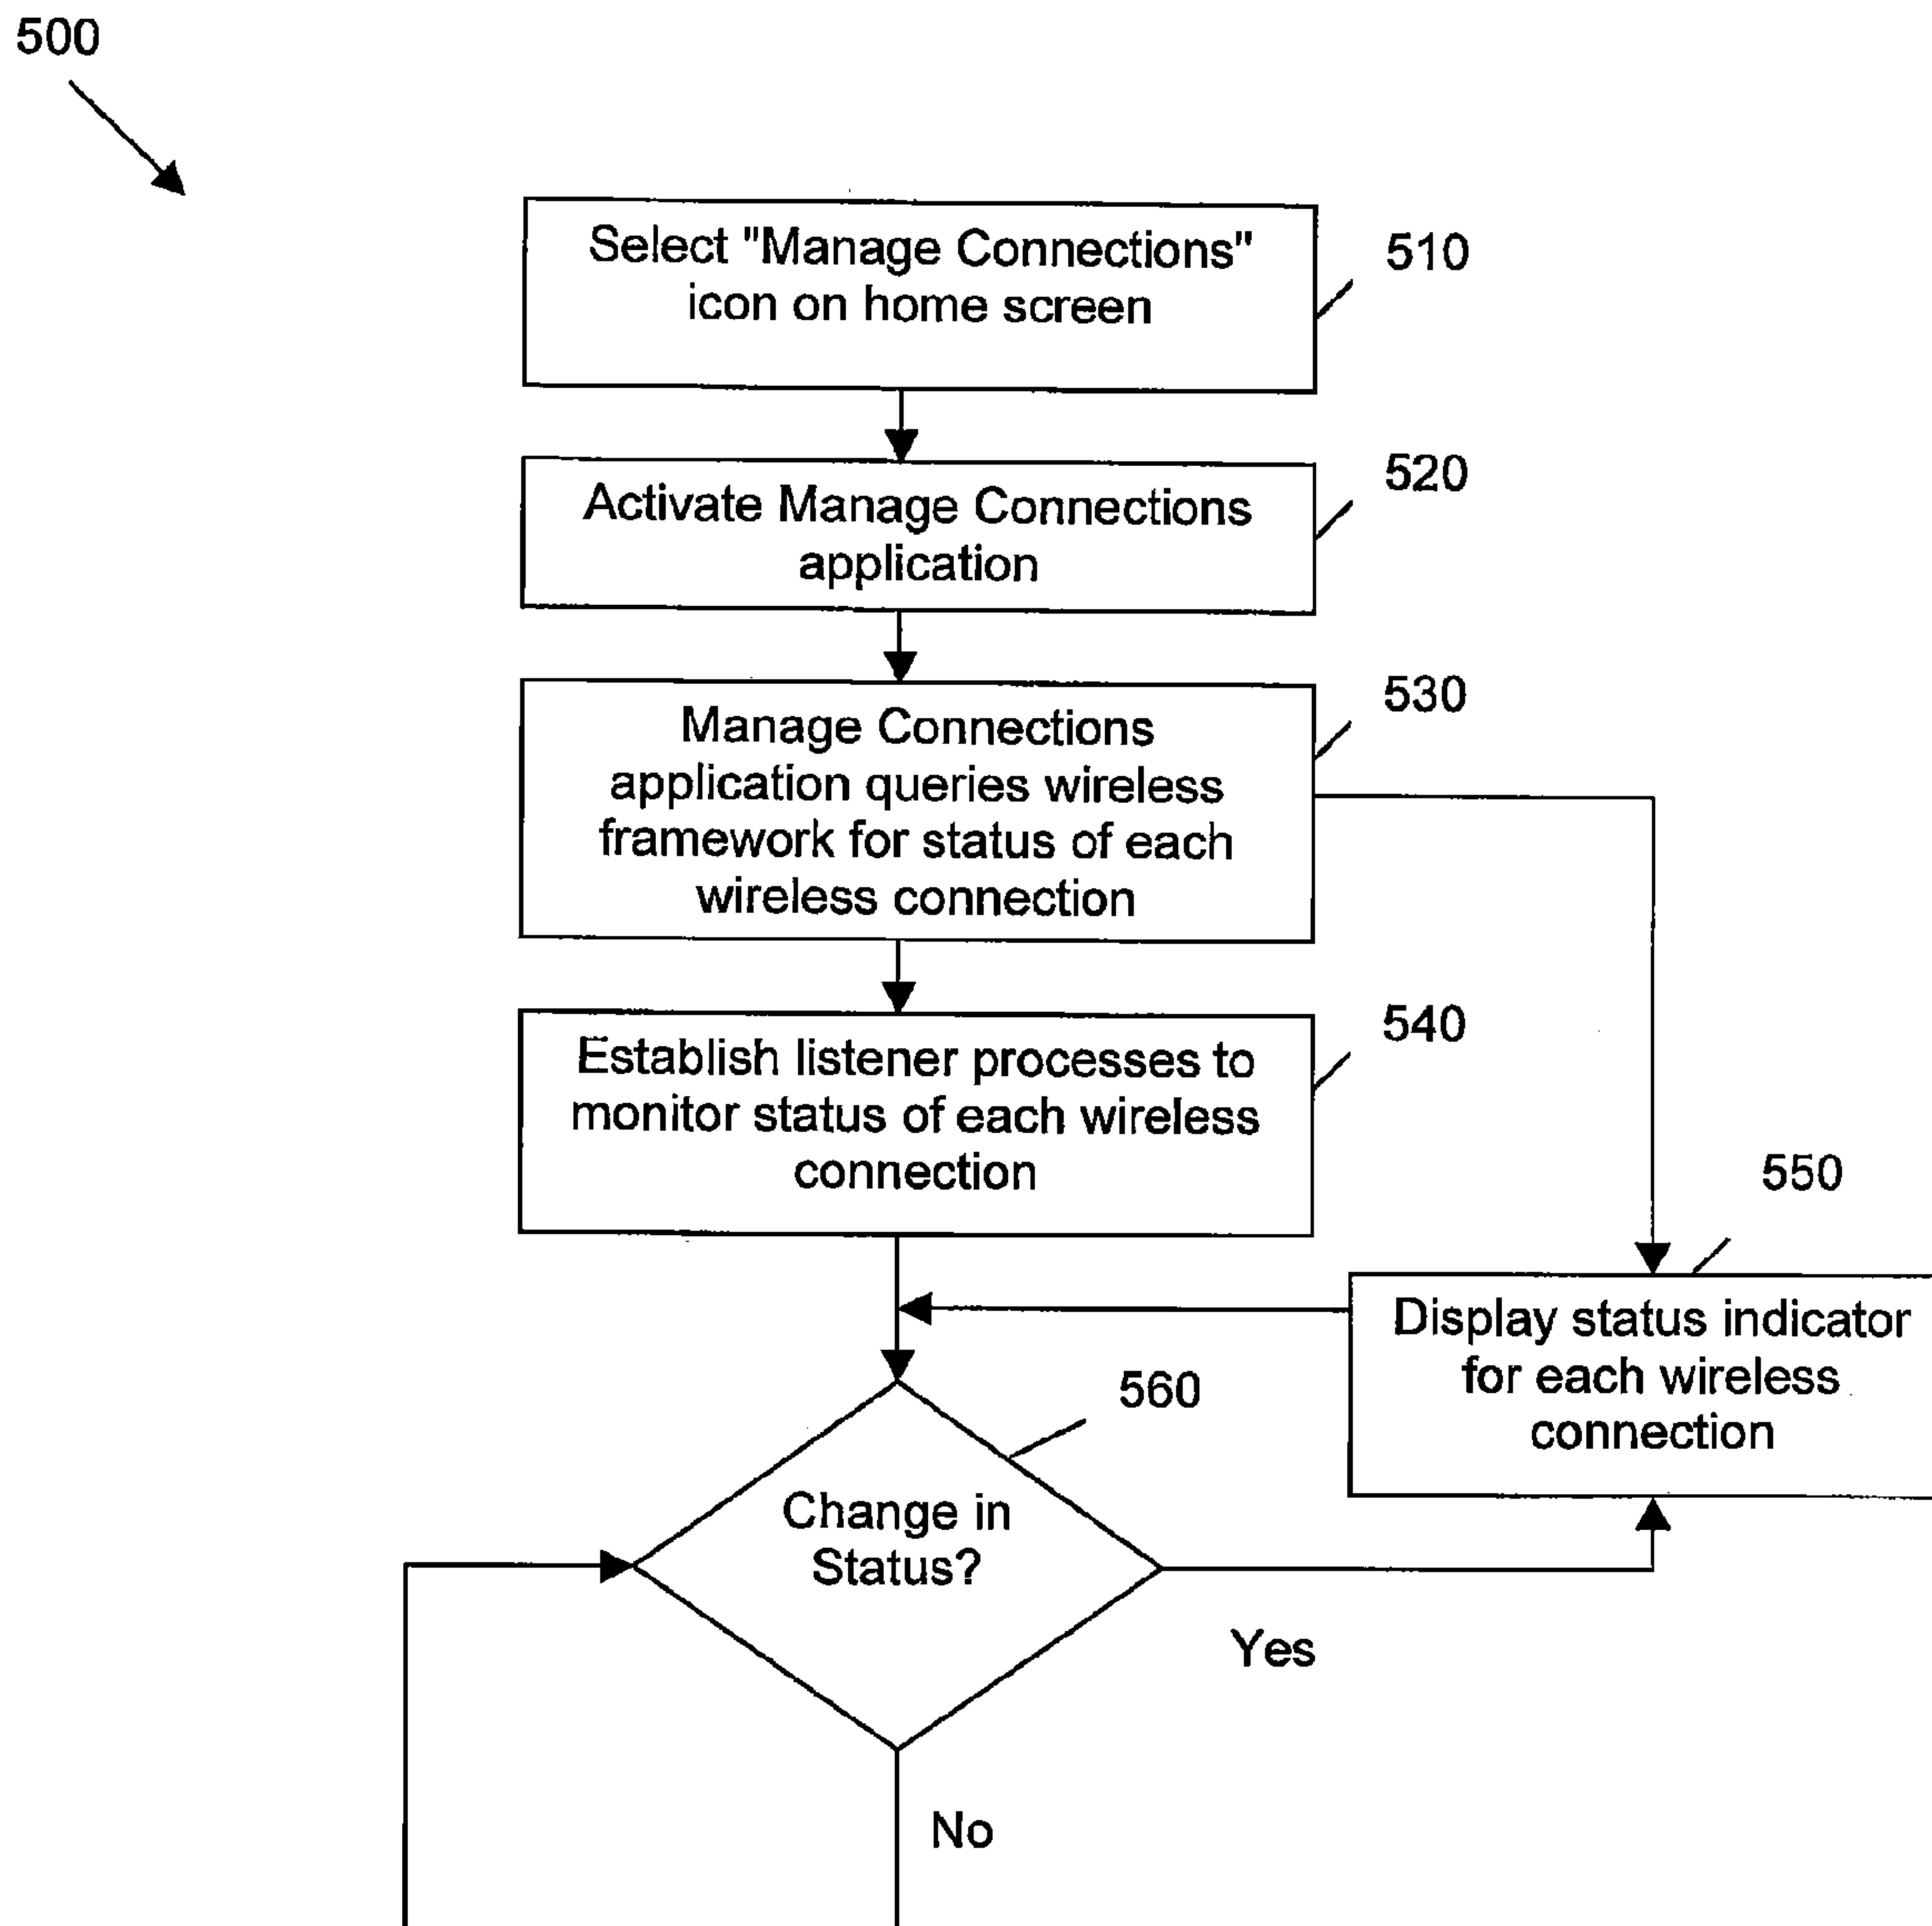 500
Select "Manage Connections"
icon on home screen
510
Activate Manage Connections
application
520
Manage Connections
application queries wireless
framework for status of each
wireless connection
530
Establish listener processes to
monitor status of each wireless
connection
540
550
Display status indicator
for each wireless
connection
560
Change in
Status?
Yes
No